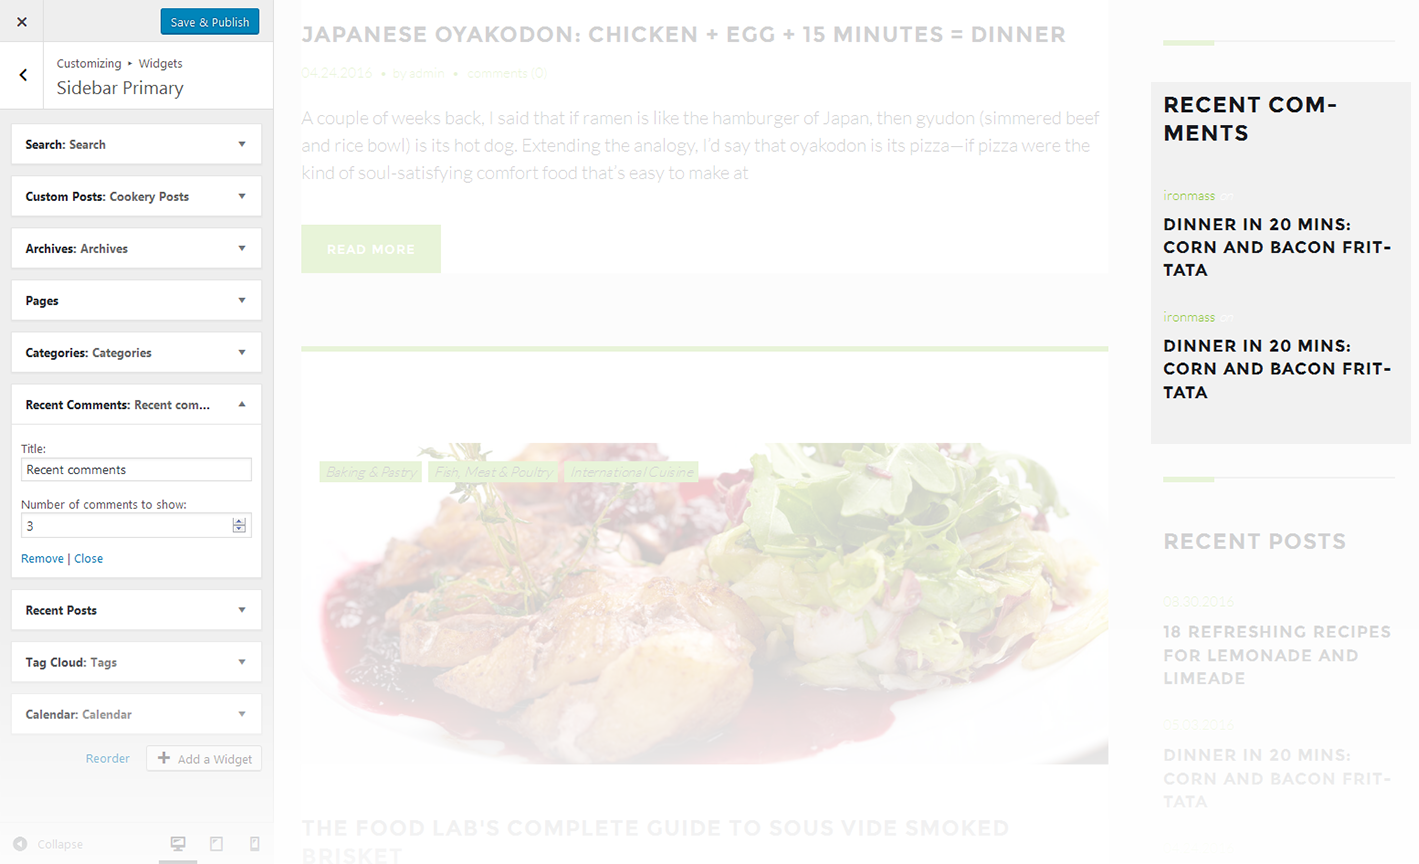 Save & Publish
Customizing ▸ Widgets
Sidebar Primary
Search: Search
Custom Posts: Cookery Posts
Archives: Archives
Pages
Categories: Categories
Recent Comments: Recent com...
Title:
Recent comments
Number of comments to show:
3
Remove | Close
Recent Posts
Tag Cloud: Tags
Calendar: Calendar
Reorder
Add a Widget
Collapse
JAPANESE OYAKODON: CHICKEN + EGG + 15 MINUTES = DINNER
04.24.2016 • by admin • comments (0)
A couple of weeks back, I said that if ramen is like the hamburger of Japan, then gyudon (simmered beef
and rice bowl) is its hot dog. Extending the analogy, I’d say that oyakodon is its pizza—if pizza were the
kind of soul-satisfying comfort food that’s easy to make at
READ MORE
Baking & Pastry Fish, Meat & Poultry International Cuisine
THE FOOD LAB'S COMPLETE GUIDE TO SOUS VIDE SMOKED
BRISKET
RECENT COM-
MENTS
ironmass on
DINNER IN 20 MINS:
CORN AND BACON FRIT-
TATA
ironmass on
DINNER IN 20 MINS:
CORN AND BACON FRIT-
TATA
RECENT POSTS
03.30.2016
18 REFRESHING RECIPES
FOR LEMONADE AND
LIMEADE
03.03.2016
DINNER IN 20 MINS:
CORN AND BACON FRIT-
TATA